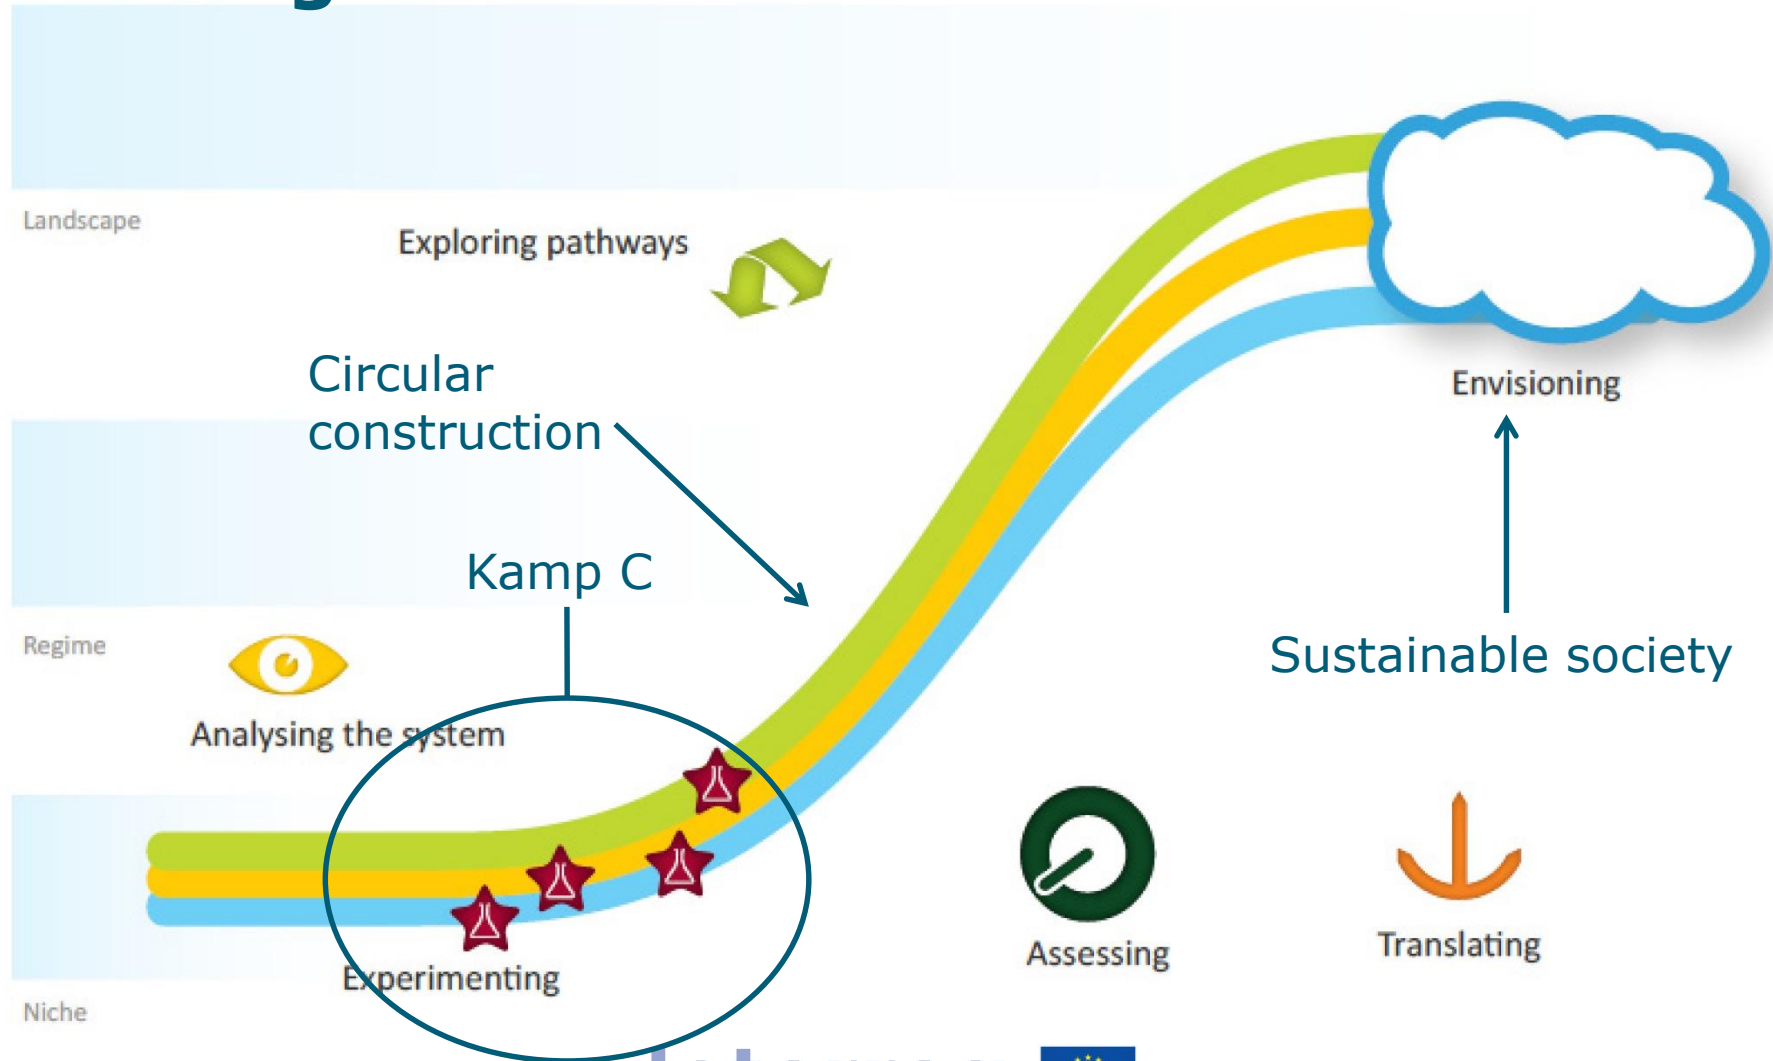 Landscape
Exploring pathways
Circular
construction
Envisioning
Kamp C
Regime
Sustainable society
Analysing the system
Assessing
Translating
Experimenting
Niche